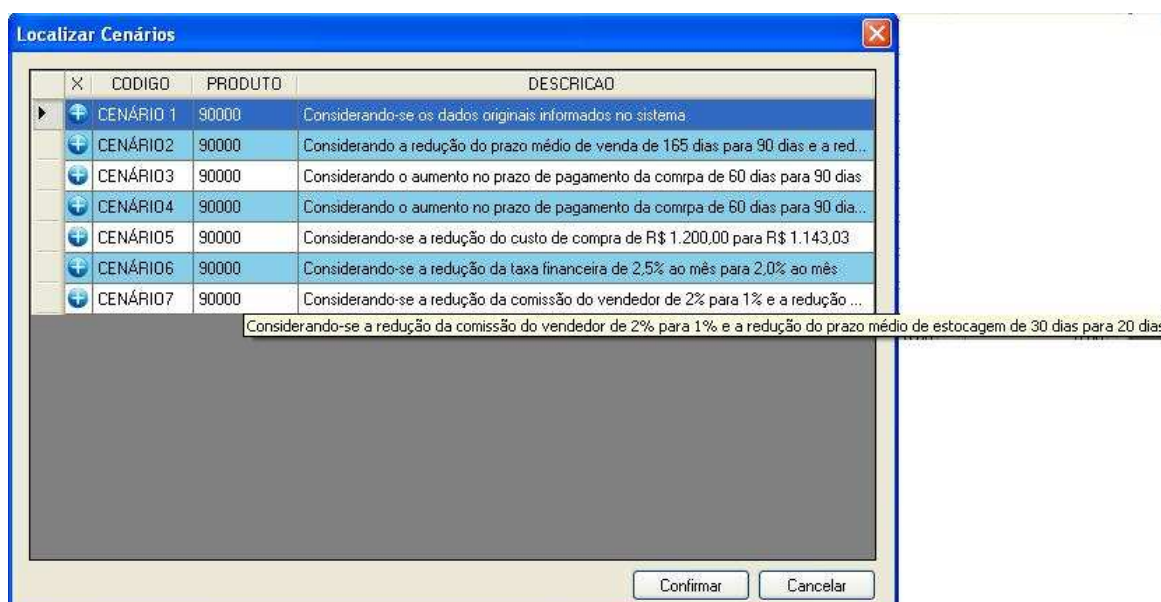 Localizar Cenários
X CODIGO PRODUTO DESCRICAO
CENÁRIO 1 90000 Considerando-se os dados originais informados no sistema
CENÁRIO2 90000 Considerando a redução do prazo médio de venda de 165 dias para 90 dias e a red...
CENÁRIO3 90000 Considerando o aumento no prazo de pagamento da comrpa de 60 dias para 90 dias
CENÁRIO4 90000 Considerando o aumento no prazo de pagamento da comrpa de 60 dias para 90 dia...
CENÁRIO5 90000 Considerando-se a redução do custo de compra de R$ 1.200,00 para R$ 1.143,03
CENÁRIO6 90000 Considerando-se a redução da taxa financeira de 2,5% ao mês para 2,0% ao mês
CENÁRIO7 90000 Considerando-se a redução da comissão do vendedor de 2% para 1% e a redução ...
Considerando-se a redução da comissão do vendedor de 2% para 1% e a redução do prazo médio de estocagem de 30 dias para 20 dias
Confirmar Cancelar